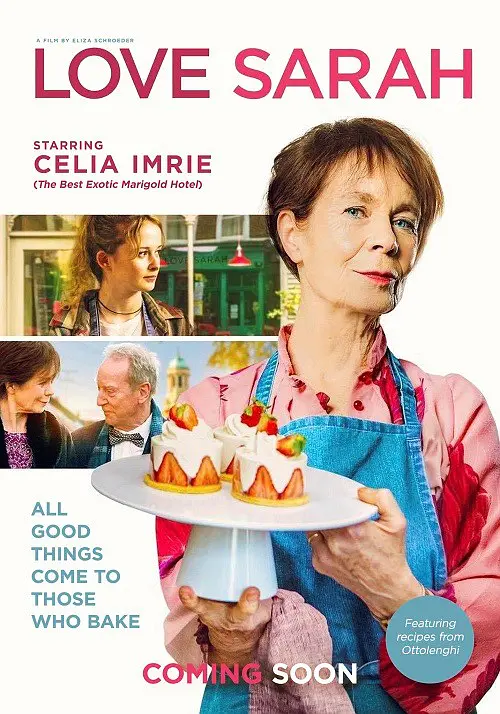 A FILM BY ELIZA SCHROEDER
LOVE SARAH
STARRING
CELIA IMRIE
(The Best Exotic Marigold Hotel)
LOVE SARAH
ALL
GOOD
THINGS
COME TO
THOSE
WHO BAKE
Featuring
recipes from
Ottolenghi
COMING SOON